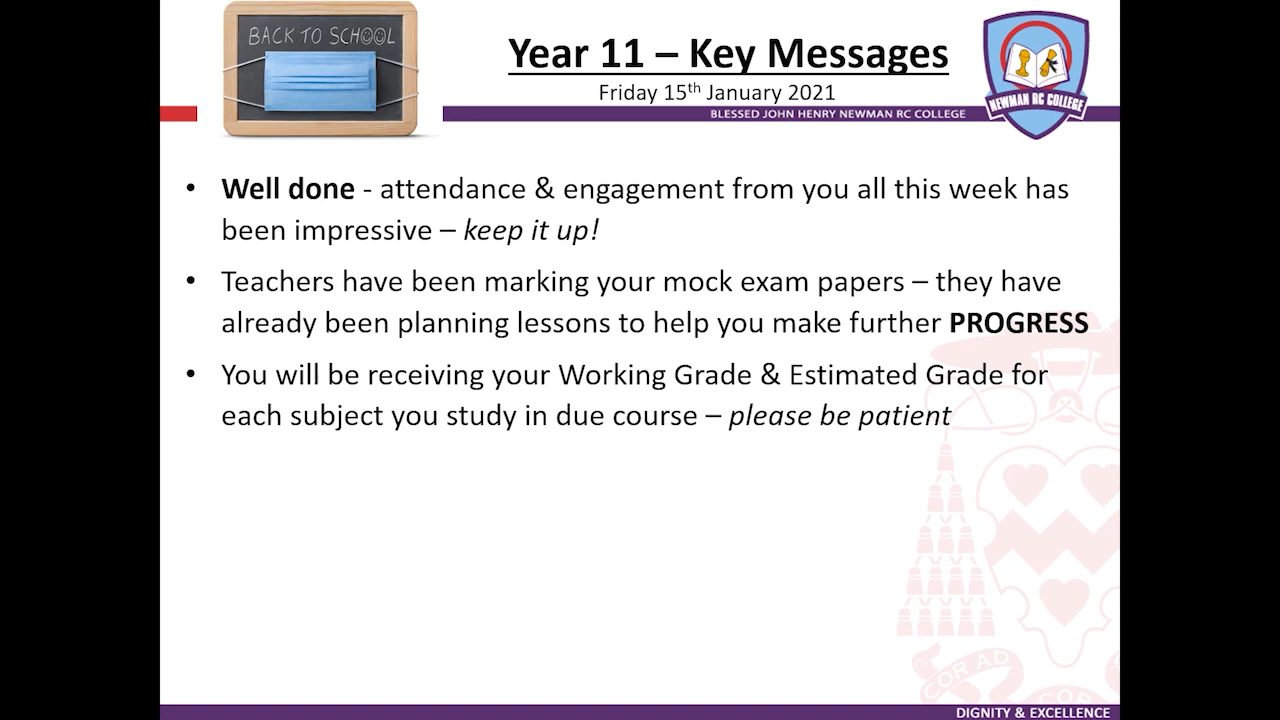 BACK TO SCHOOL
Year 11 – Key Messages
Friday 15th January 2021
BLESSED JOHN HENRY NEWMAN RC COLLEGE
NEWMAN RC COLLEGE
• Well done - attendance & engagement from you all this week has
been impressive – keep it up!
• Teachers have been marking your mock exam papers – they have
already been planning lessons to help you make further PROGRESS
• You will be receiving your Working Grade & Estimated Grade for
each subject you study in due course – please be patient
COR AD
COR
DIGNITY & EXCELLENCE